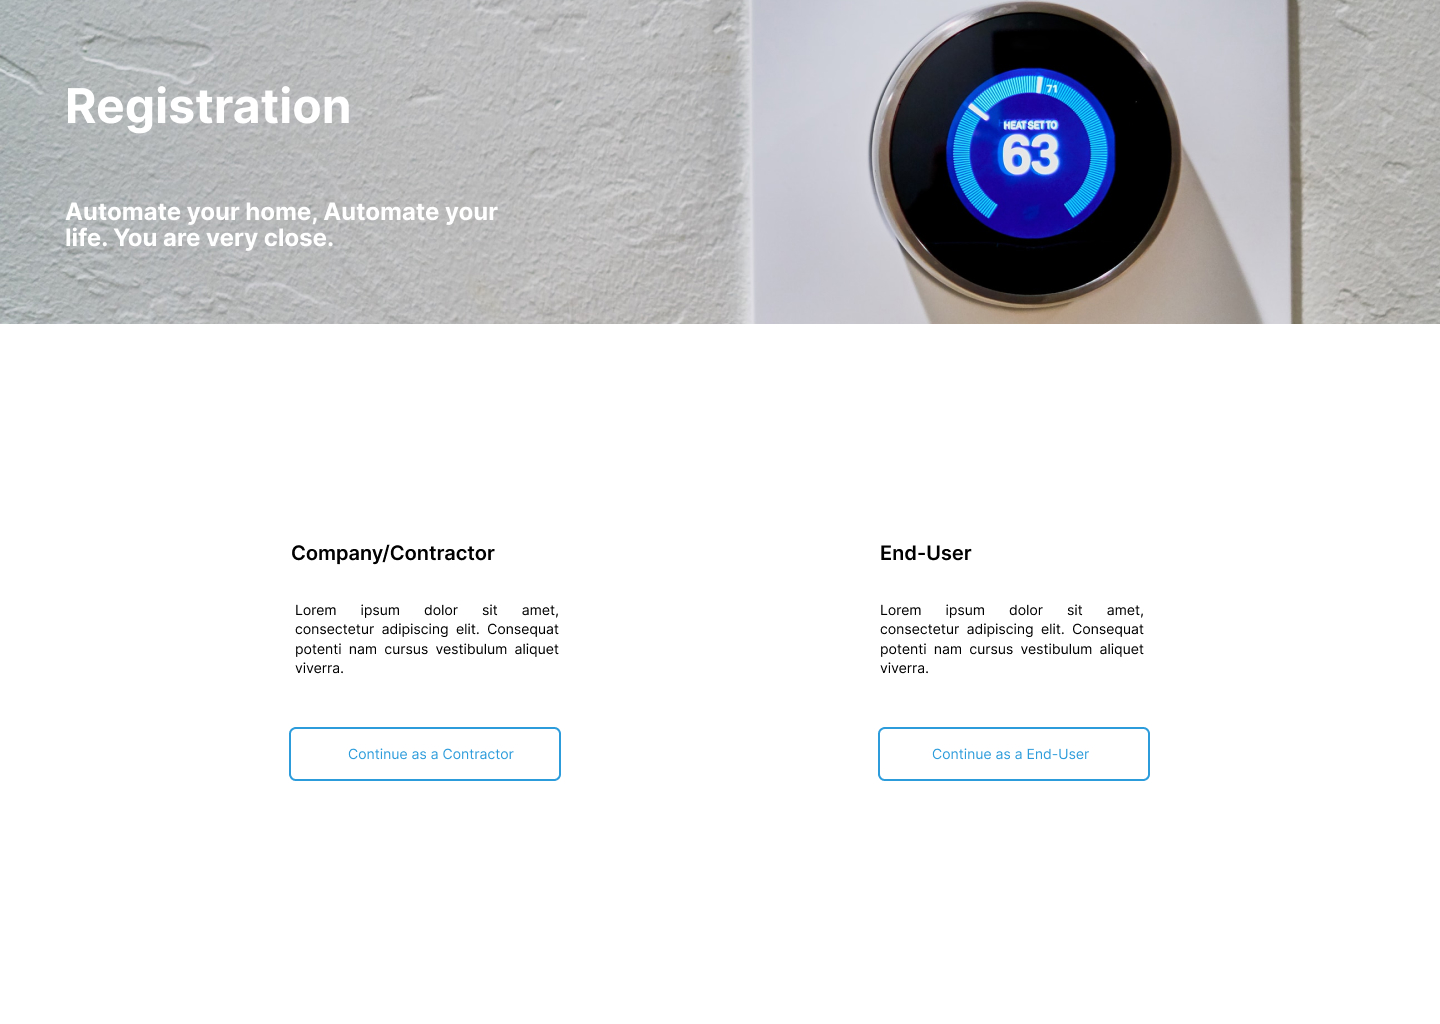 Registration
71
HEAT SET TO
63
Automate your home, Automate your
life. You are very close.
Company/Contractor
Lorem ipsum dolor sit amet,
consectetur adipiscing elit. Consequat
potenti nam cursus vestibulum aliquet
viverra.
Continue as a Contractor
End-User
Lorem ipsum dolor sit amet,
consectetur adipiscing elit. Consequat
potenti nam cursus vestibulum aliquet
viverra.
Continue as a End-User